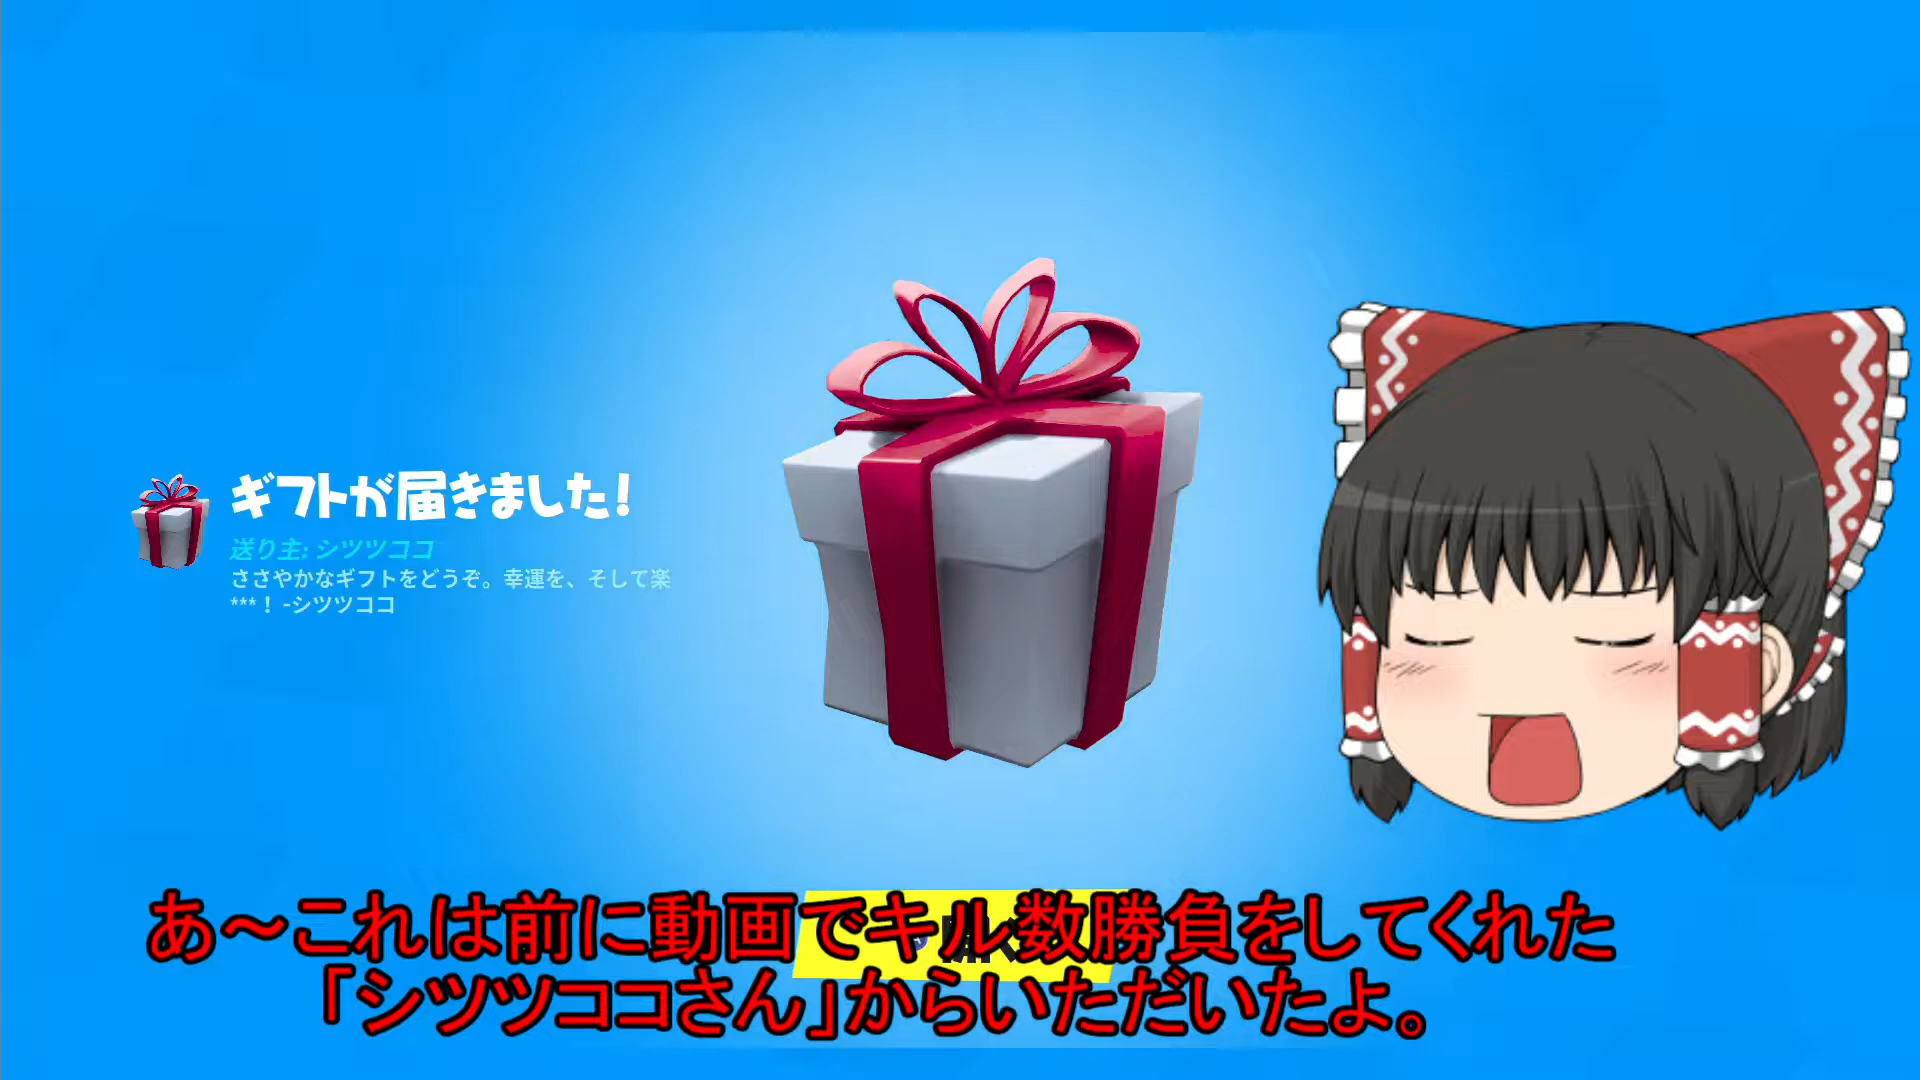 ギフトが届きました!
送り主: シツツココ
ささやかなギフトをどうぞ。幸運を、そして楽
***！ -シツツココ
あ～これは前に動画でキル数勝負をしてくれた
「シツツココさん」からいただいたよ。